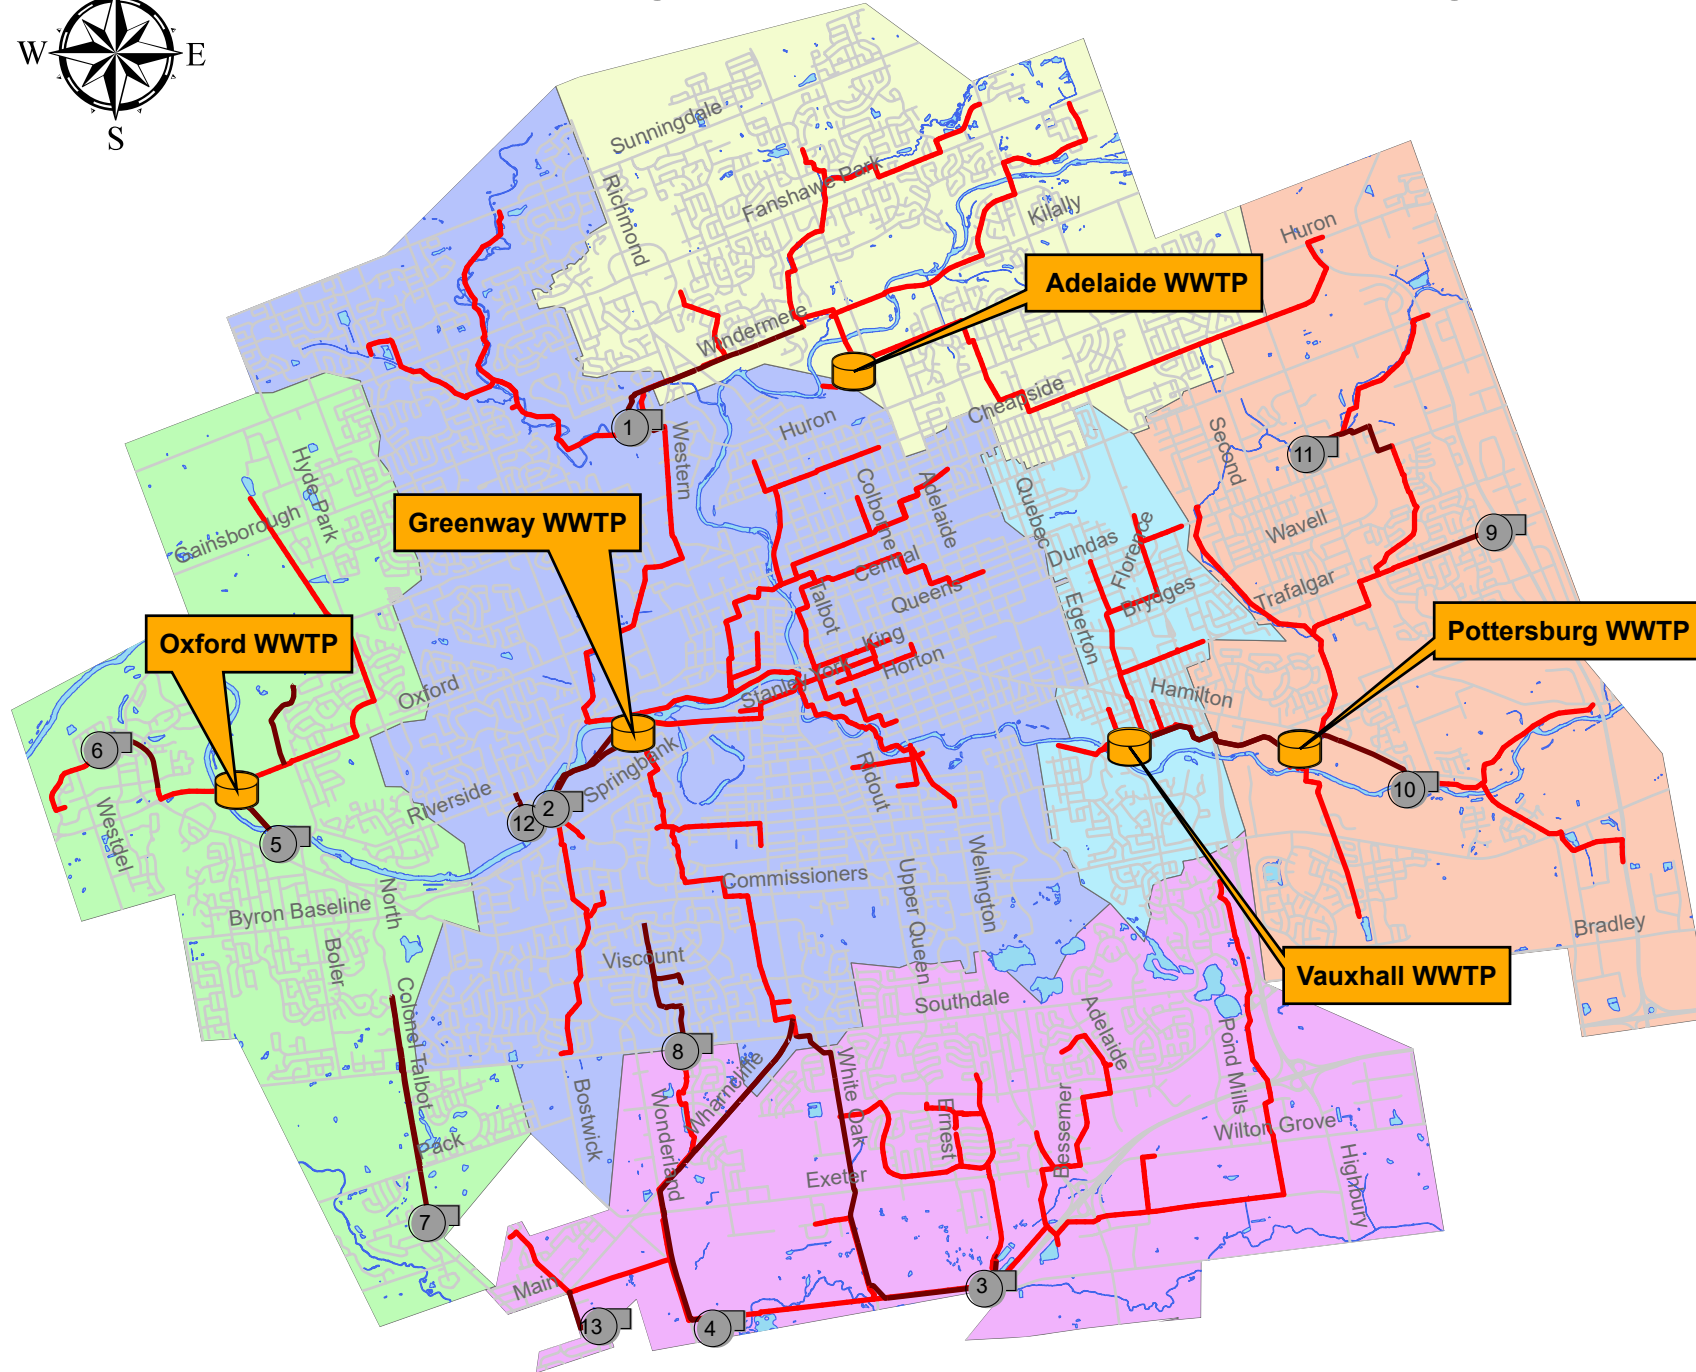 W
E
S
Sunningdale
Richmond
Fanshawe Park
Kilally
Huron
Adelaide WWTP
Windermere
Cheapside
Huron
1
Western
Second
11
Hyde Park
Gainsborough
Colborne
Adelaide
Quebec
Greenway WWTP
Dundas
Florence
Wavell
9
Central
Talbot
Queens
Egerton
Brydges
Trafalgar
Oxford WWTP
King
Pottersburg WWTP
Horton
Oxford
Stanley
York
Hamilton
6
Springbank
Ridout
Riverside
2
12
10
Westdel
5
Wellington
Upper Queen
Commissioners
North
Byron Baseline
Boler
Bradley
Viscount
Vauxhall WWTP
Southdale
Adelaide
Colonel Talbot
8
Pond Mills
Wharncliffe
White Oak
Bostwick
Wonderland
Ernest
Bessemer
Wilton Grove
Pack
Exeter
Highbury
7
Main
3
13
4